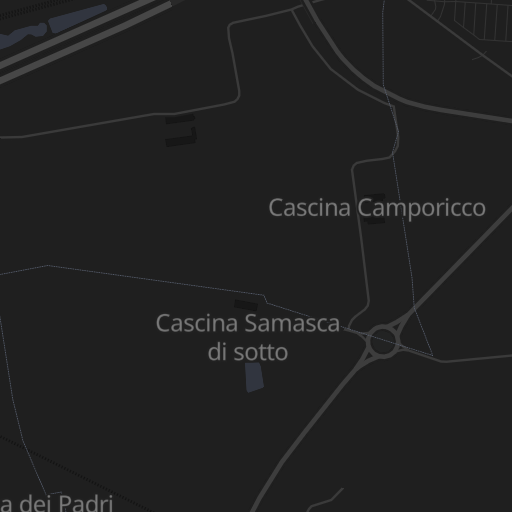 Cascina Camporicco
Cascina Samasca
di sotto
a dei Padri